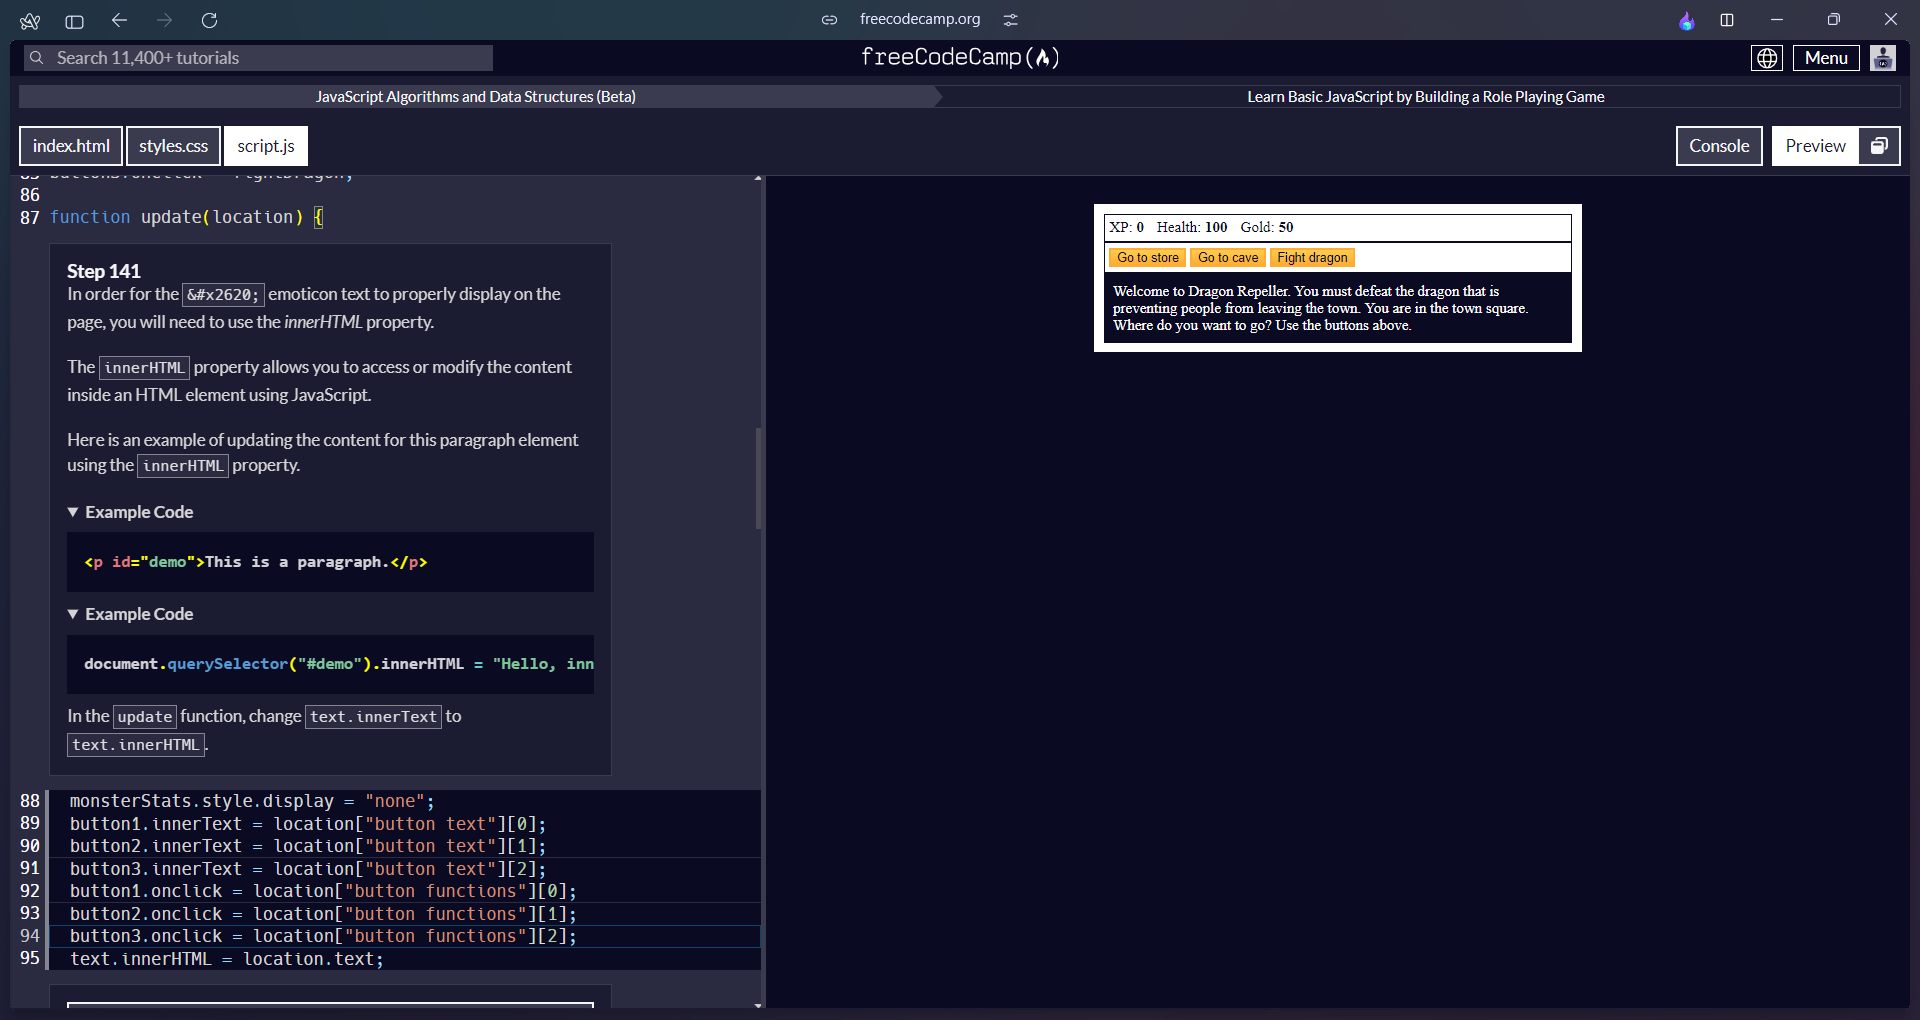 freecodecamp.org
Search 11,400+ tutorials
freeCodeCamp(🔥)
Menu
JavaScript Algorithms and Data Structures (Beta)
Learn Basic JavaScript by Building a Role Playing Game
index.html
styles.css
script.js
Console
Preview
86
87 function update(location) {
Step 141
In order for the &#x2620; emoticon text to properly display on the
page, you will need to use the innerHTML property.
The innerHTML property allows you to access or modify the content
inside an HTML element using JavaScript.
Here is an example of updating the content for this paragraph element
using the innerHTML property.
▼ Example Code
<p id="demo">This is a paragraph.</p>
▼ Example Code
document.querySelector("#demo").innerHTML = "Hello, inn
In the update function, change text.innerText to
text.innerHTML.
88 monsterStats.style.display = "none";
89 button1.innerText = location["button text"][0];
90 button2.innerText = location["button text"][1];
91 button3.innerText = location["button text"][2];
92 button1.onclick = location["button functions"][0];
93 button2.onclick = location["button functions"][1];
94 button3.onclick = location["button functions"][2];
95 text.innerHTML = location.text;
XP: 0 Health: 100 Gold: 50
Go to store
Go to cave
Fight dragon
Welcome to Dragon Repeller. You must defeat the dragon that is
preventing people from leaving the town. You are in the town square.
Where do you want to go? Use the buttons above.